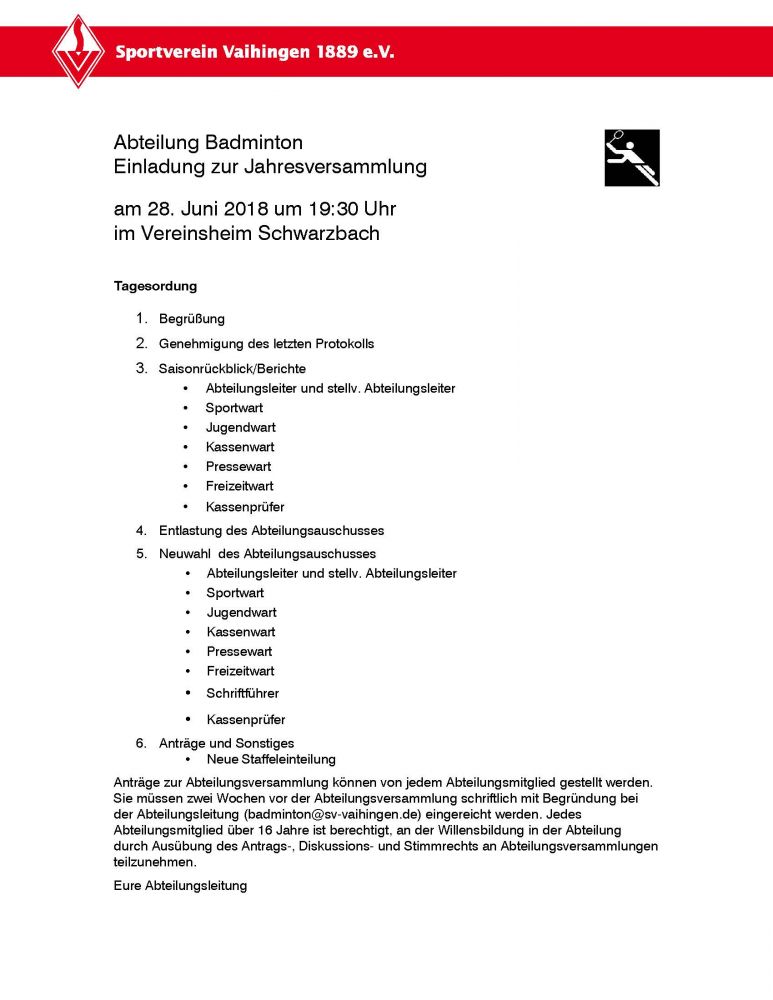 Sportverein Vaihingen 1889 e.V.
Abteilung Badminton
Einladung zur Jahresversammlung
am 28. Juni 2018 um 19:30 Uhr
im Vereinsheim Schwarzbach
Tagesordung
1. Begrüßung
2. Genehmigung des letzten Protokolls
3. Saisonrückblick/Berichte
• Abteilungsleiter und stellv. Abteilungsleiter
• Sportwart
• Jugendwart
• Kassenwart
• Pressewart
• Freizeitwart
• Kassenprüfer
4. Entlastung des Abteilungsauschusses
5. Neuwahl des Abteilungsauschusses
• Abteilungsleiter und stellv. Abteilungsleiter
• Sportwart
• Jugendwart
• Kassenwart
• Pressewart
• Freizeitwart
• Schriftführer
• Kassenprüfer
6. Anträge und Sonstiges
• Neue Staffeleinteilung
Anträge zur Abteilungsversammlung können von jedem Abteilungsmitglied gestellt werden.
Sie müssen zwei Wochen vor der Abteilungsversammlung schriftlich mit Begründung bei
der Abteilungsleitung (badminton@sv-vaihingen.de) eingereicht werden. Jedes
Abteilungsmitglied über 16 Jahre ist berechtigt, an der Willensbildung in der Abteilung
durch Ausübung des Antrags-, Diskussions- und Stimmrechts an Abteilungsversammlungen
teilzunehmen.
Eure Abteilungsleitung